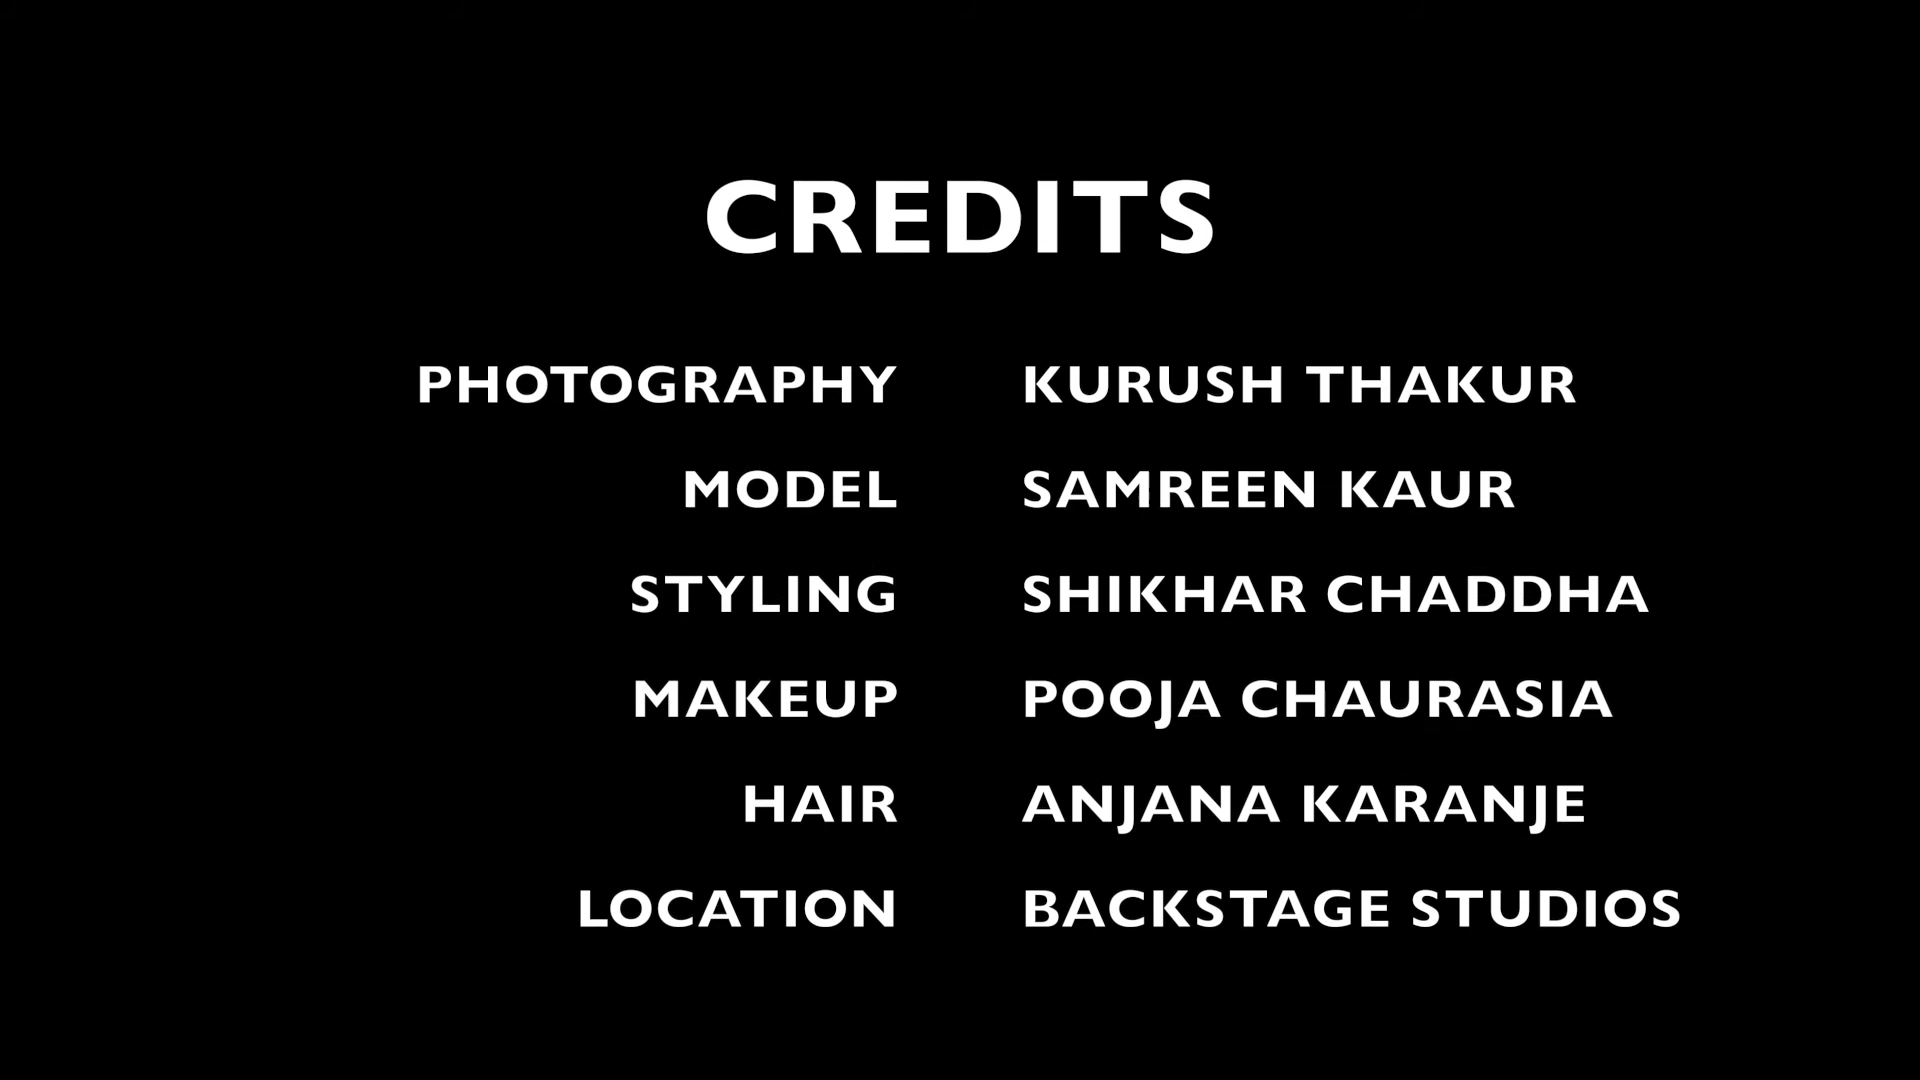 CREDITS
PHOTOGRAPHY KURUSH THAKUR
MODEL SAMREEN KAUR
STYLING SHIKHAR CHADDHA
MAKEUP POOJA CHAURASIA
HAIR ANJANA KARANJE
LOCATION BACKSTAGE STUDIOS